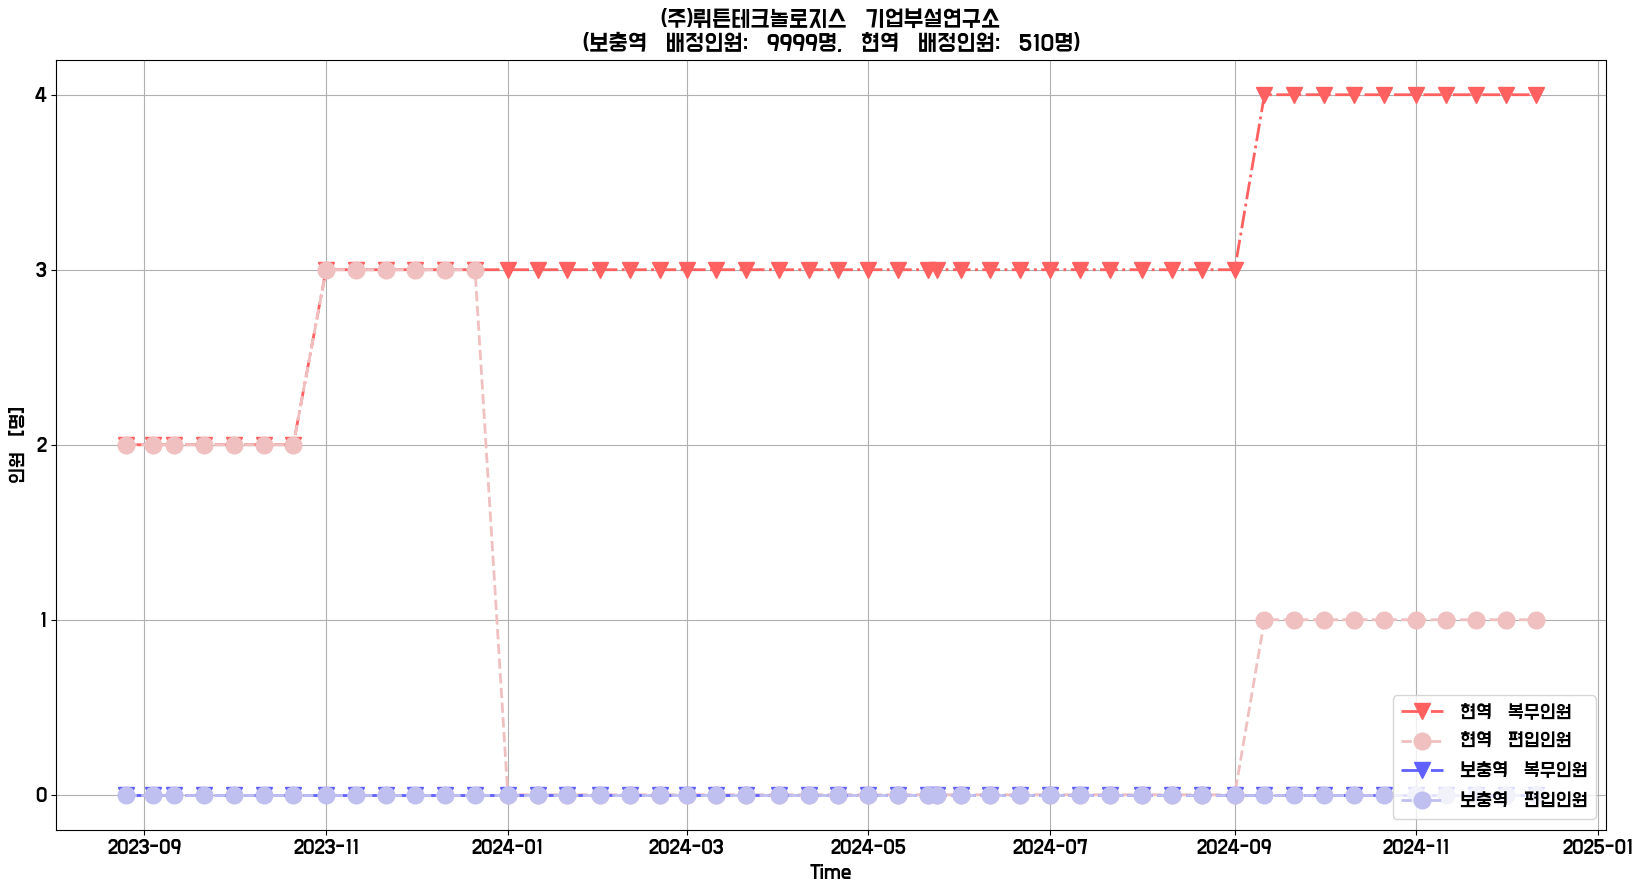 (주)뤼튼테크놀로지스 기업부설연구소
(보충역 배정인원: 9999명, 현역 배정인원: 510명)
4
3
2
1
0
인원 [명]
2023-09 2023-11 2024-01 2024-03 2024-05 2024-07 2024-09 2024-11 2025-01
Time
현역 복무인원
현역 편입인원
보충역 복무인원
보충역 편입인원